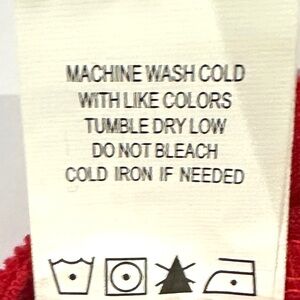 MACHINE WASH COLD
WITH LIKE COLORS
TUMBLE DRY LOW
DO NOT BLEACH
COLD IRON IF NEEDED